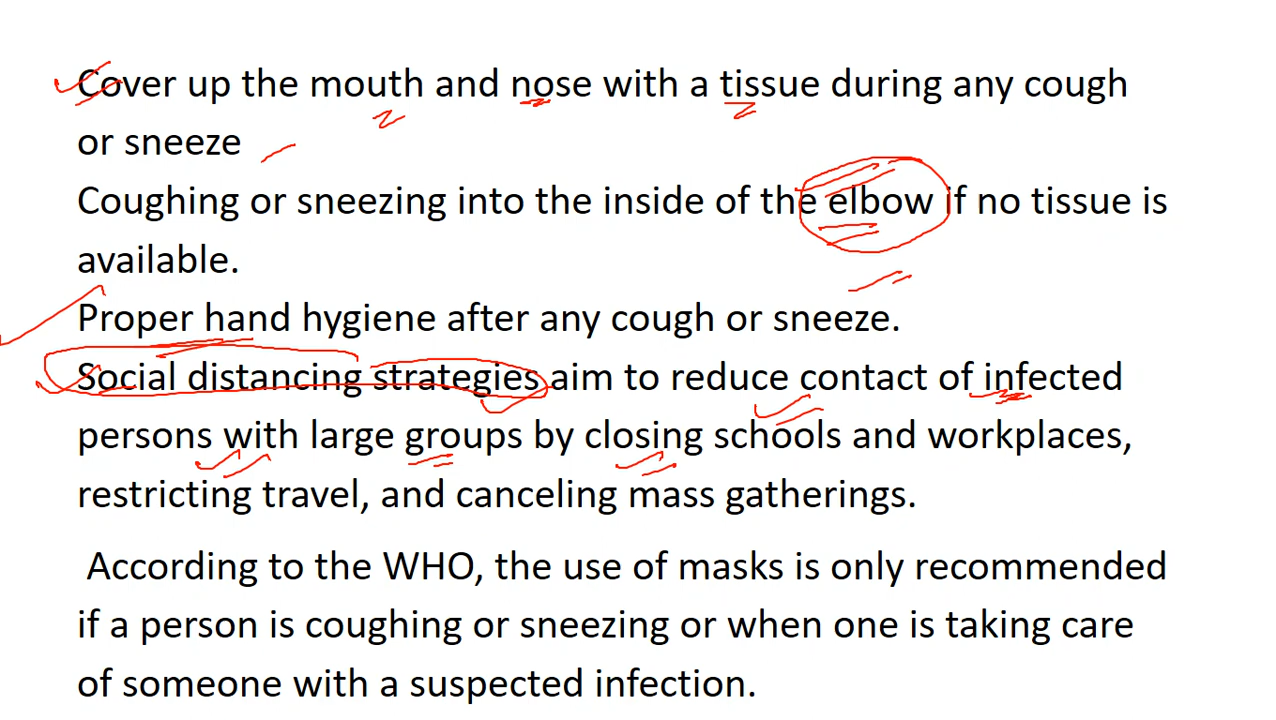 Cover up the mouth and nose with a tissue during any cough
or sneeze
Coughing or sneezing into the inside of the elbow if no tissue is
available.
Proper hand hygiene after any cough or sneeze.
Social distancing strategies aim to reduce contact of infected
persons with large groups by closing schools and workplaces,
restricting travel, and canceling mass gatherings.
According to the WHO, the use of masks is only recommended
if a person is coughing or sneezing or when one is taking care
of someone with a suspected infection.